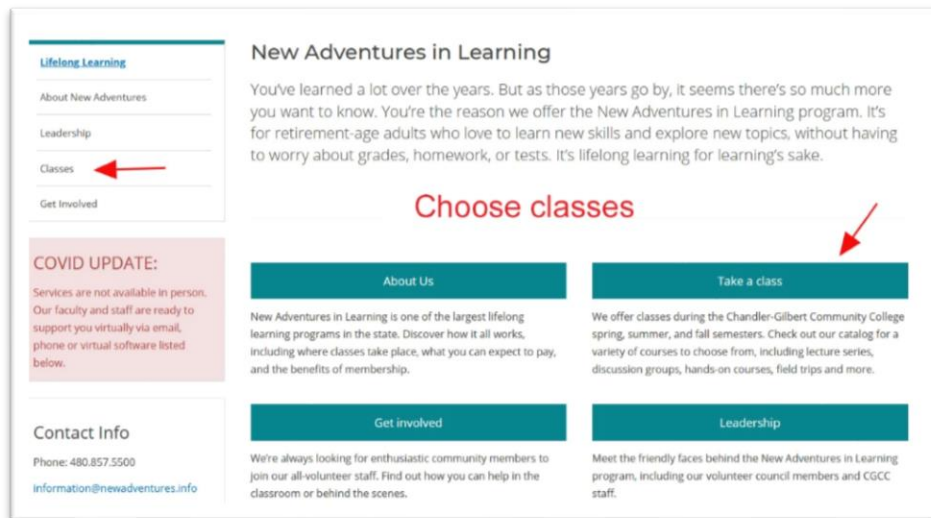 Lifelong Learning
About New Adventures
Leadership
Classes
Get Involved
COVID UPDATE:
Services are not available in person.
Our faculty and staff are ready to
support you virtually via email,
phone or virtual software listed
below.
Contact Info
Phone: 480.857.5500
information@newadventures.info
New Adventures in Learning
You've learned a lot over the years. But as those years go by, it seems there's so much more
you want to know. You're the reason we offer the New Adventures in Learning program. It's
for retirement-age adults who love to learn new skills and explore new topics, without having
to worry about grades, homework, or tests. It's lifelong learning for learning's sake.
Choose classes
About Us
New Adventures in Learning is one of the largest lifelong
learning programs in the state. Discover how it all works,
including where classes take place, what you can expect to pay,
and the benefits of membership.
Take a class
We offer classes during the Chandler-Gilbert Community College
spring, summer, and fall semesters. Check out our catalog for a
variety of courses to choose from, including lecture series,
discussion groups, hands-on courses, field trips and more.
Get involved
We're always looking for enthusiastic community members to
join our all-volunteer staff. Find out how you can help in the
classroom or behind the scenes.
Leadership
Meet the friendly faces behind the New Adventures in Learning
program, including our volunteer council members and CGCC
staff.